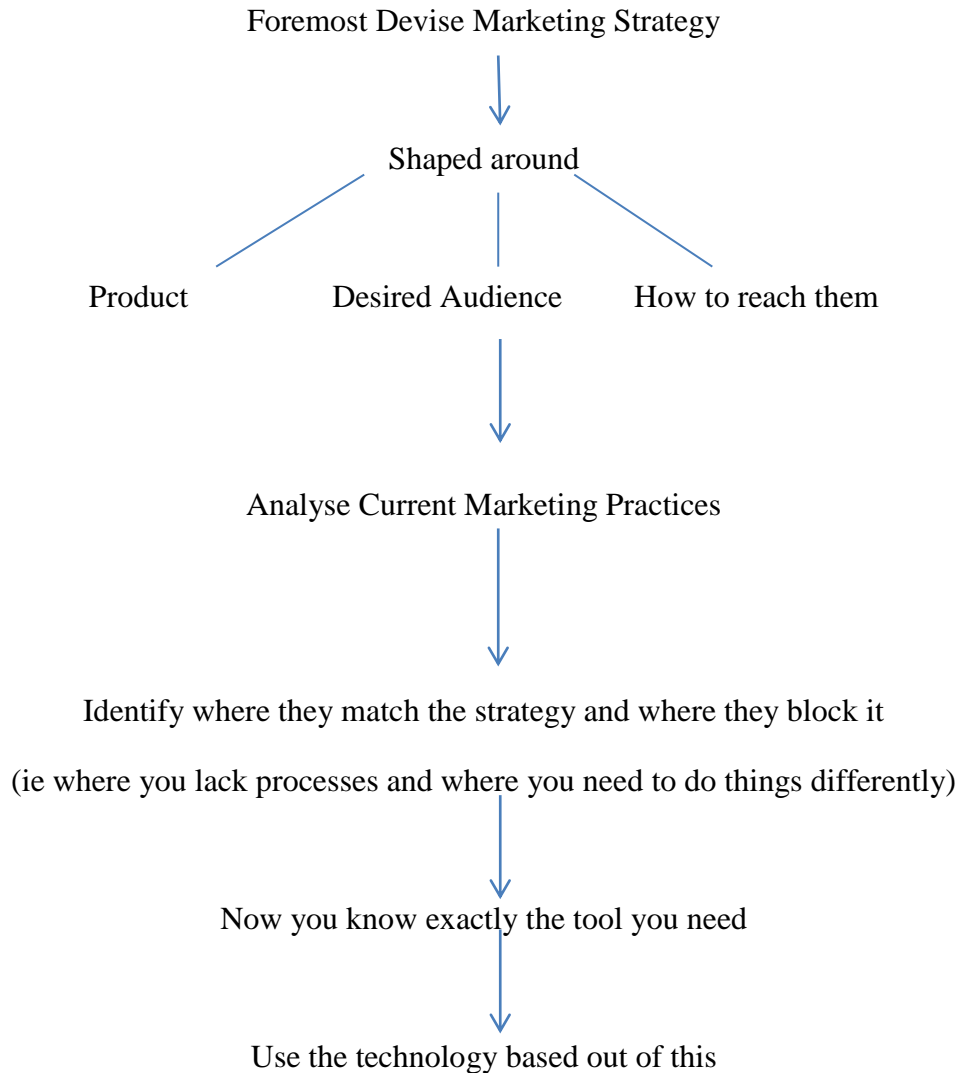 Foremost Devise Marketing Strategy
Shaped around
Product Desired Audience How to reach them
Analyse Current Marketing Practices
Identify where they match the strategy and where they block it
(ie where you lack processes and where you need to do things differently)
Now you know exactly the tool you need
Use the technology based out of this